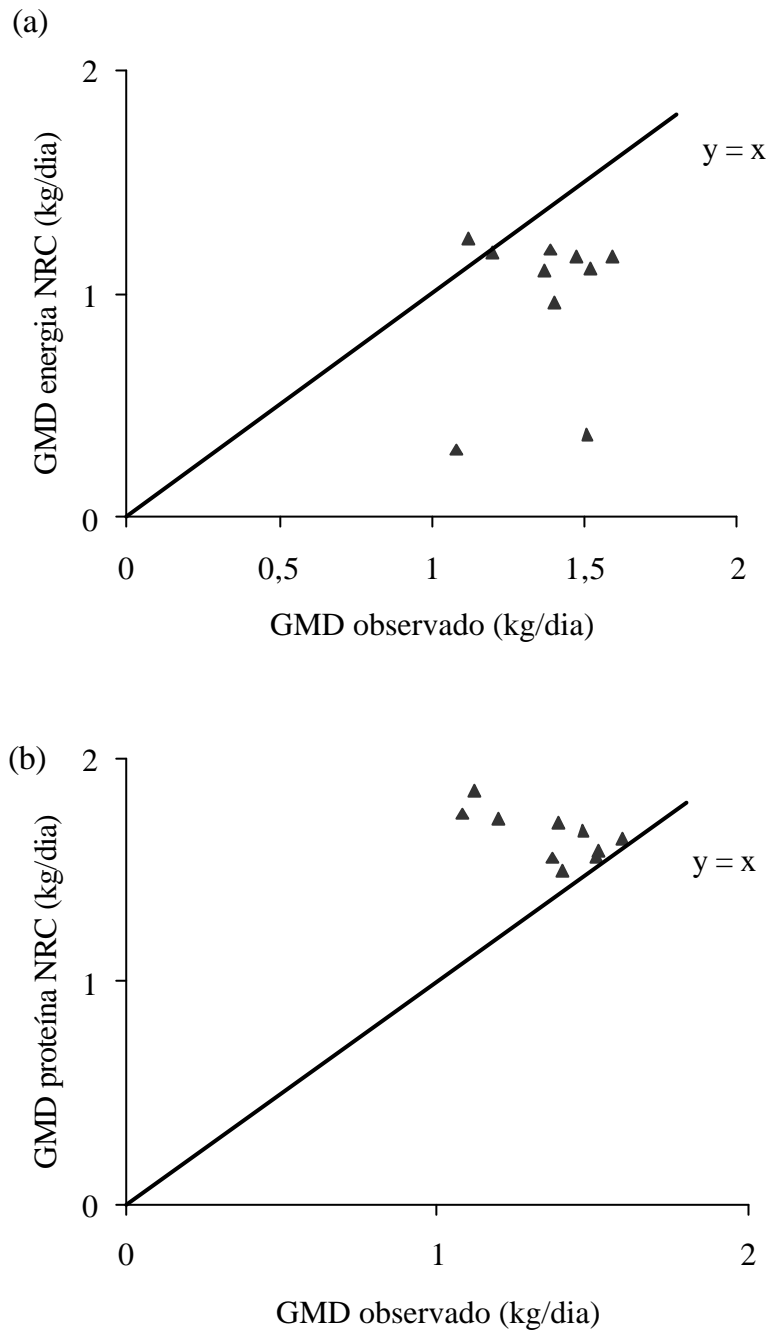 (a)
2
1
0
GMD energia NRC (kg/dia)
y = x
0 0,5 1 1,5 2
GMD observado (kg/dia)
(b)
2
1
0
GMD proteína NRC (kg/dia)
y = x
0 1 2
GMD observado (kg/dia)